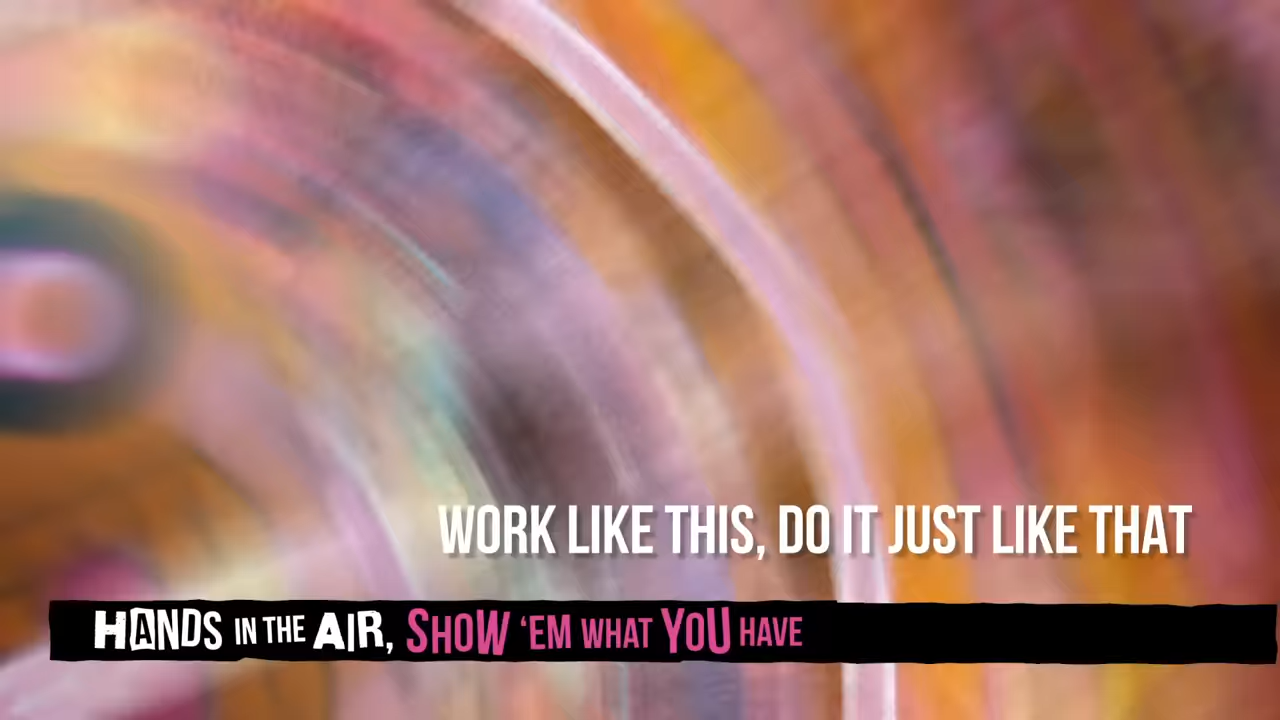 WORK LIKE THIS, DO IT JUST LIKE THAT
HANDS IN THE AIR, SHOW ‘EM WHAT YOU HAVE